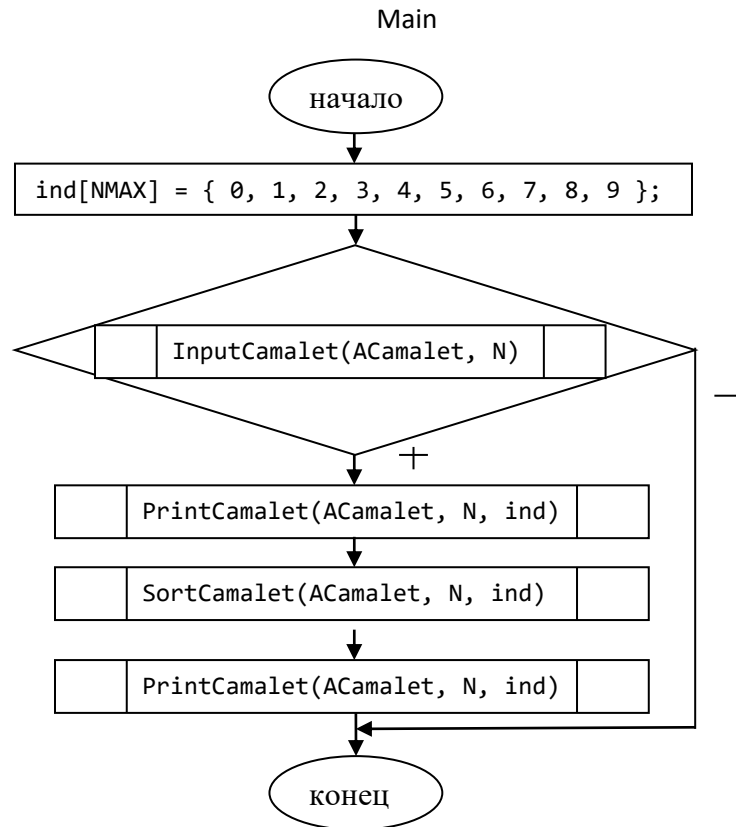 Main
начало
ind[NMAX] = { 0, 1, 2, 3, 4, 5, 6, 7, 8, 9 };
InputCamalet(ACamalet, N)
—
+
PrintCamalet(ACamalet, N, ind)
SortCamalet(ACamalet, N, ind)
PrintCamalet(ACamalet, N, ind)
конец